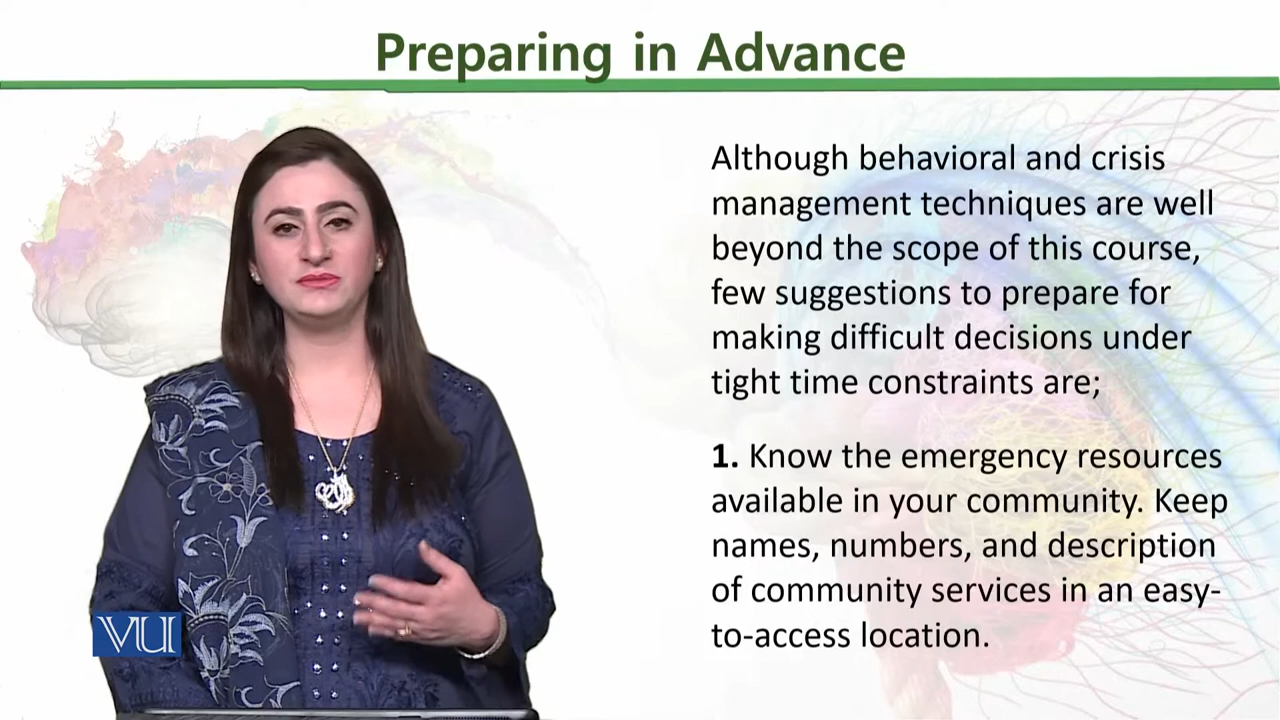 Preparing in Advance
Although behavioral and crisis
management techniques are well
beyond the scope of this course,
few suggestions to prepare for
making difficult decisions under
tight time constraints are;
1. Know the emergency resources
available in your community. Keep
names, numbers, and description
of community services in an easy-
to-access location.
VU